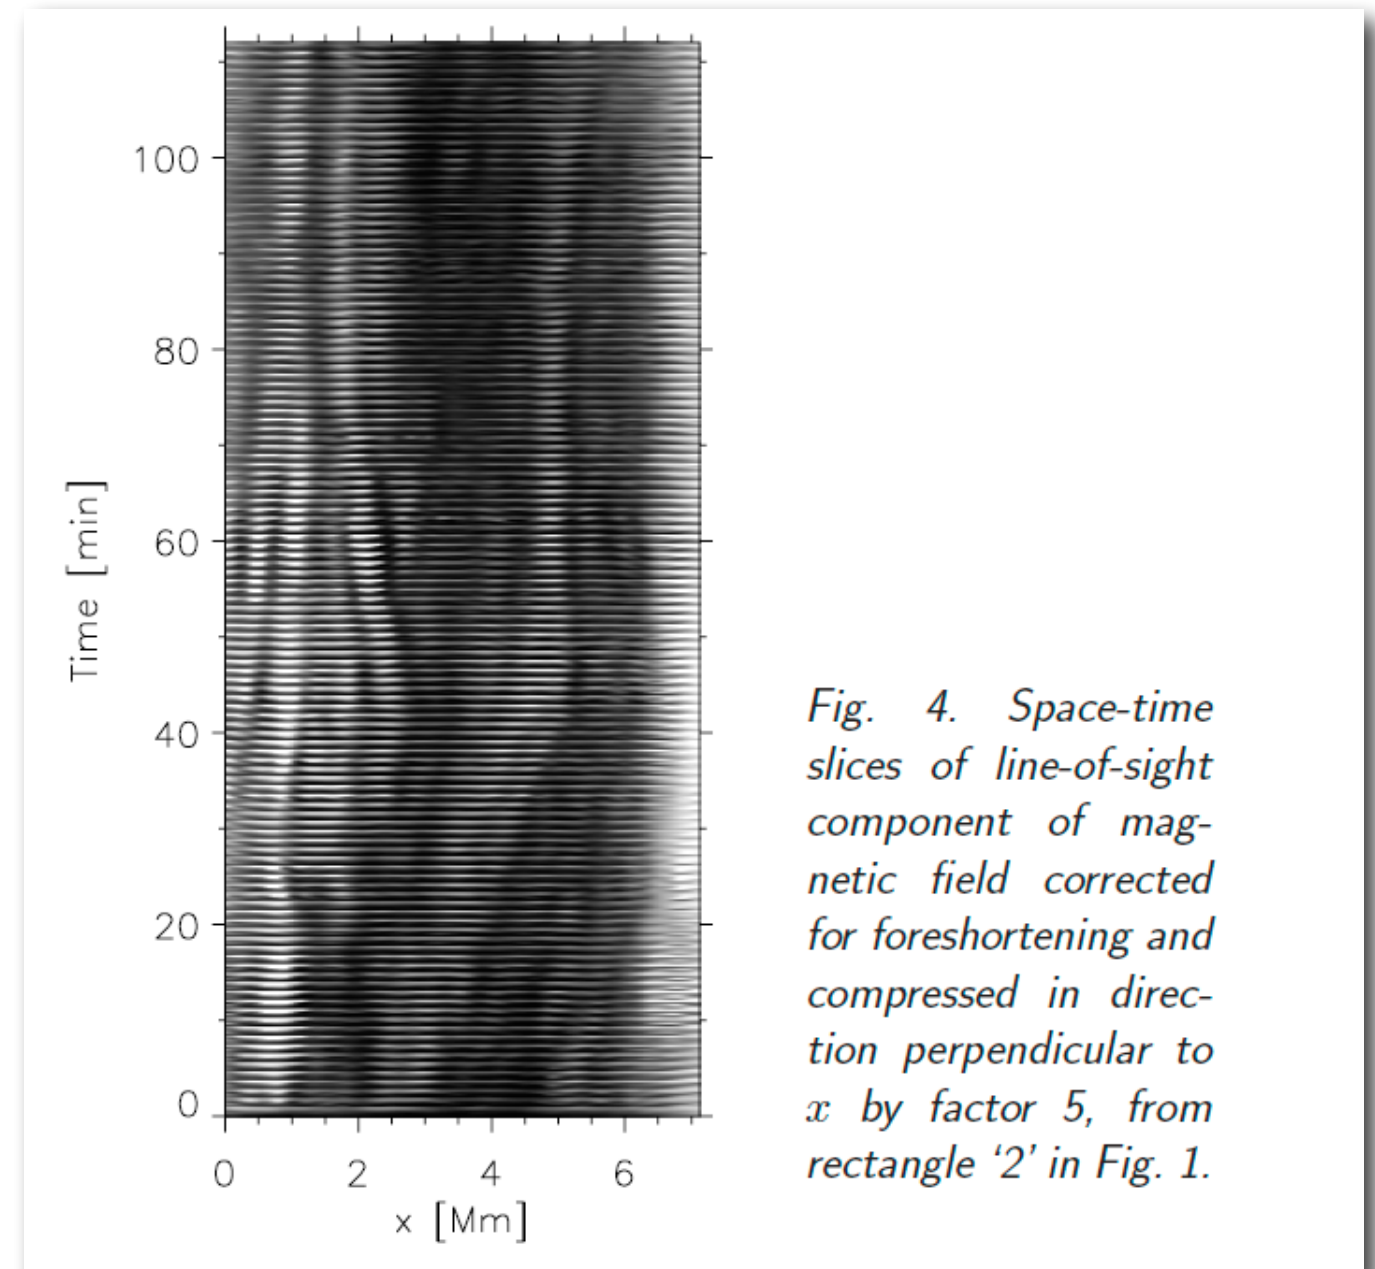 100
80
60
40
20
0
Time [min]
0 2 4 6
x [Mm]
Fig. 4. Space-time
slices of line-of-sight
component of mag-
netic field corrected
for foreshortening and
compressed in direc-
tion perpendicular to
x by factor 5, from
rectangle ‘2’ in Fig. 1.